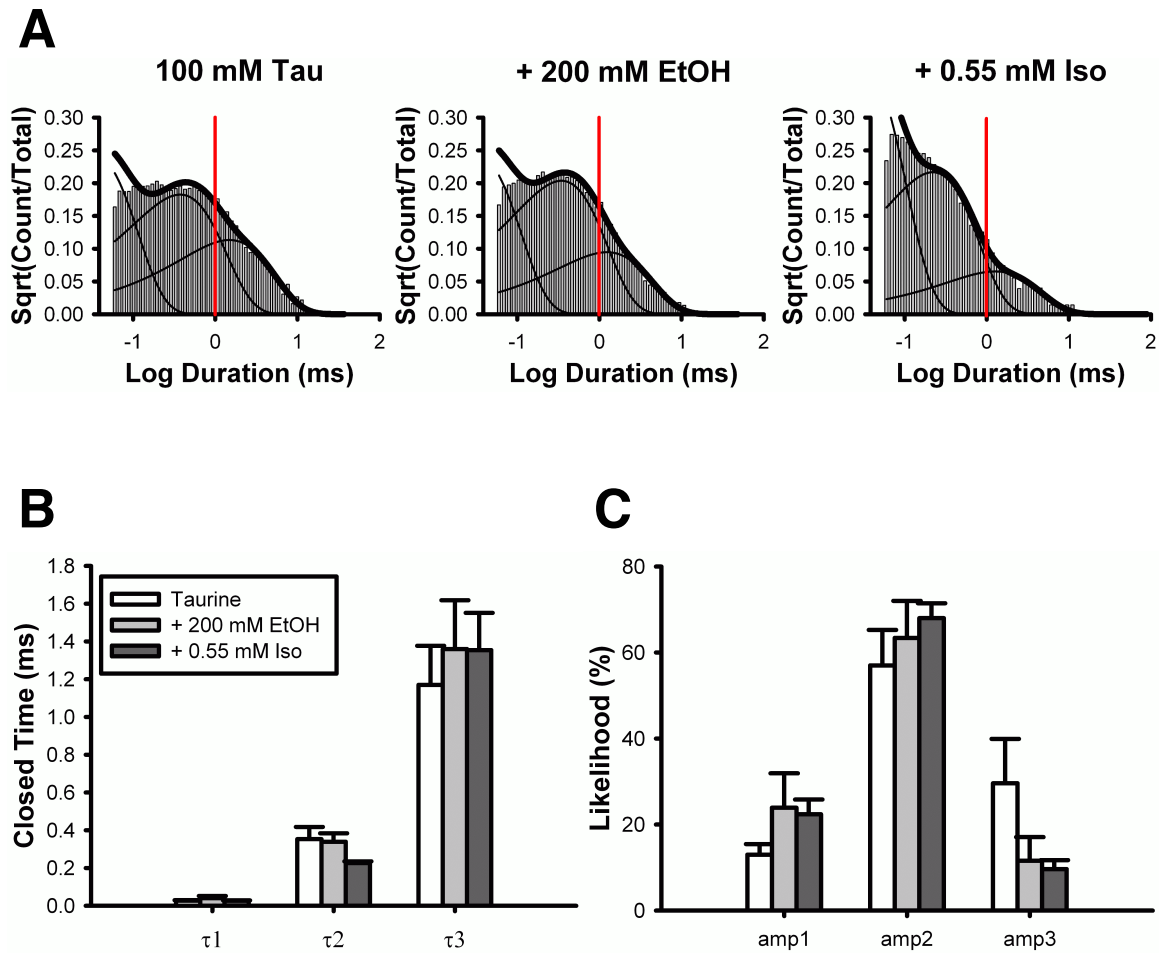 A
100 mM Tau
+ 200 mM EtOH
+ 0.55 mM Iso
Sqrt(Count/Total)
0.30
0.25
0.20
0.15
0.10
0.05
0.00
-1
0
1
2
Log Duration (ms)
Sqrt(Count/Total)
0.30
0.25
0.20
0.15
0.10
0.05
0.00
-1
0
1
2
Log Duration (ms)
Sqrt(Count/Total)
0.30
0.25
0.20
0.15
0.10
0.05
0.00
-1
0
1
2
Log Duration (ms)
B
Closed Time (ms)
1.8
1.6
1.4
1.2
1.0
0.8
0.6
0.4
0.2
0.0
Taurine
+ 200 mM EtOH
+ 0.55 mM Iso
τ1
τ2
τ3
C
Likelihood (%)
80
60
40
20
0
amp1
amp2
amp3